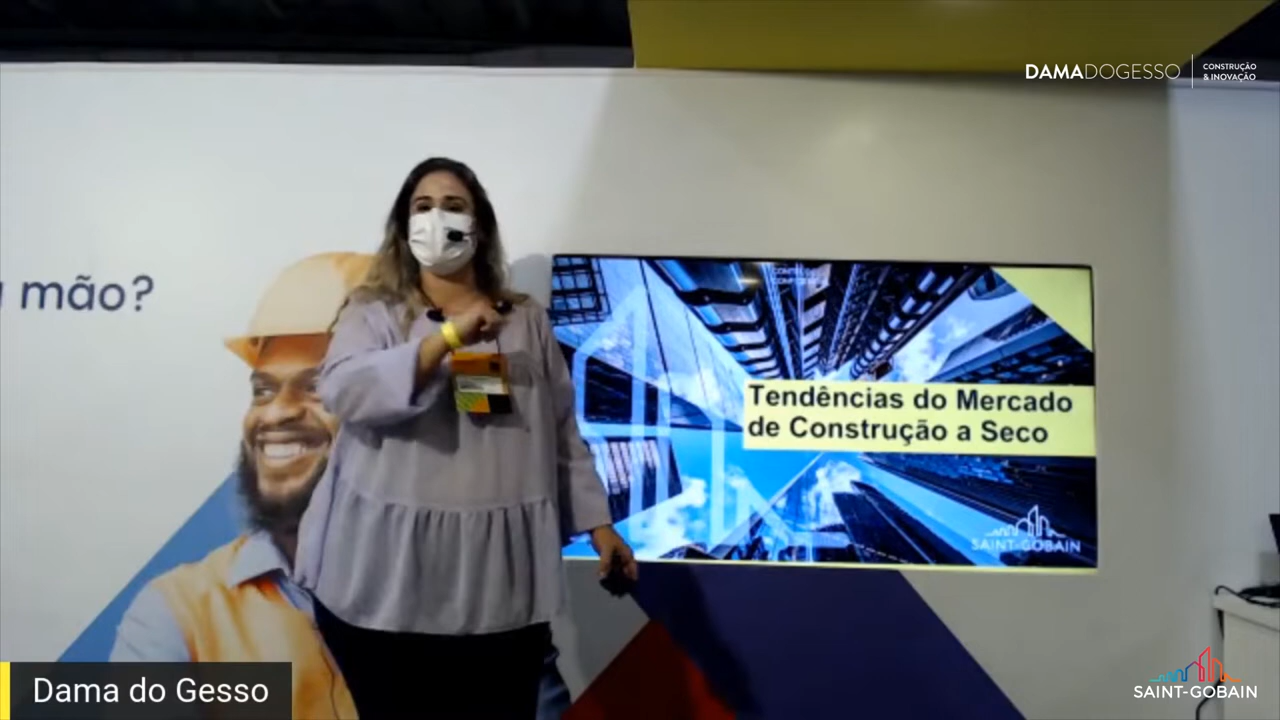 DAMADOGESSO
CONSTRUÇÃO
& INOVAÇÃO
mão?
Tendências do Mercado
de Construção a Seco
SAINT-GOBAIN
Dama do Gesso
SAINT-GOBAIN